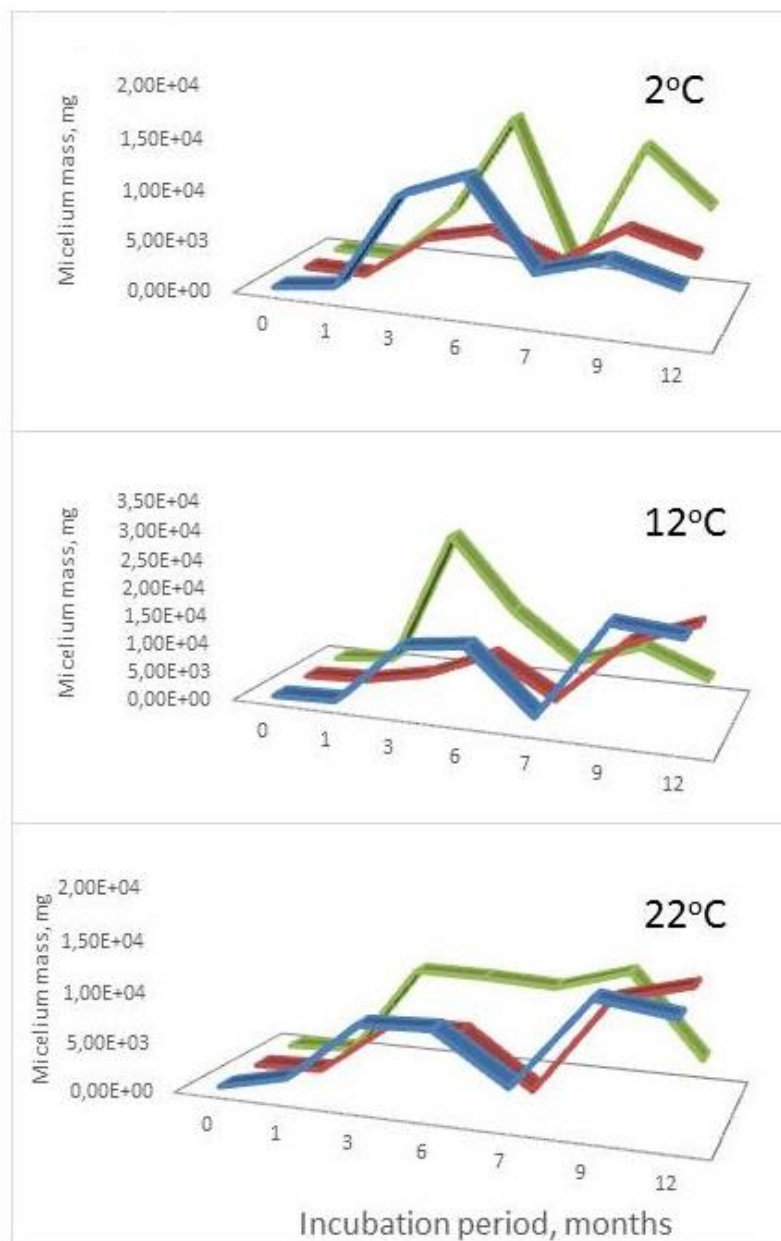 2°C
Micelium mass, mg
2,00E+04
1,50E+04
1,00E+04
5,00E+03
0,00E+00
0
1
3
6
7
9
12
12°C
Micelium mass, mg
3,50E+04
3,00E+04
2,50E+04
2,00E+04
1,50E+04
1,00E+04
5,00E+03
0,00E+00
0
1
3
6
7
9
12
22°C
Micelium mass, mg
2,00E+04
1,50E+04
1,00E+04
5,00E+03
0,00E+00
0
1
3
6
7
9
12
Incubation period, months